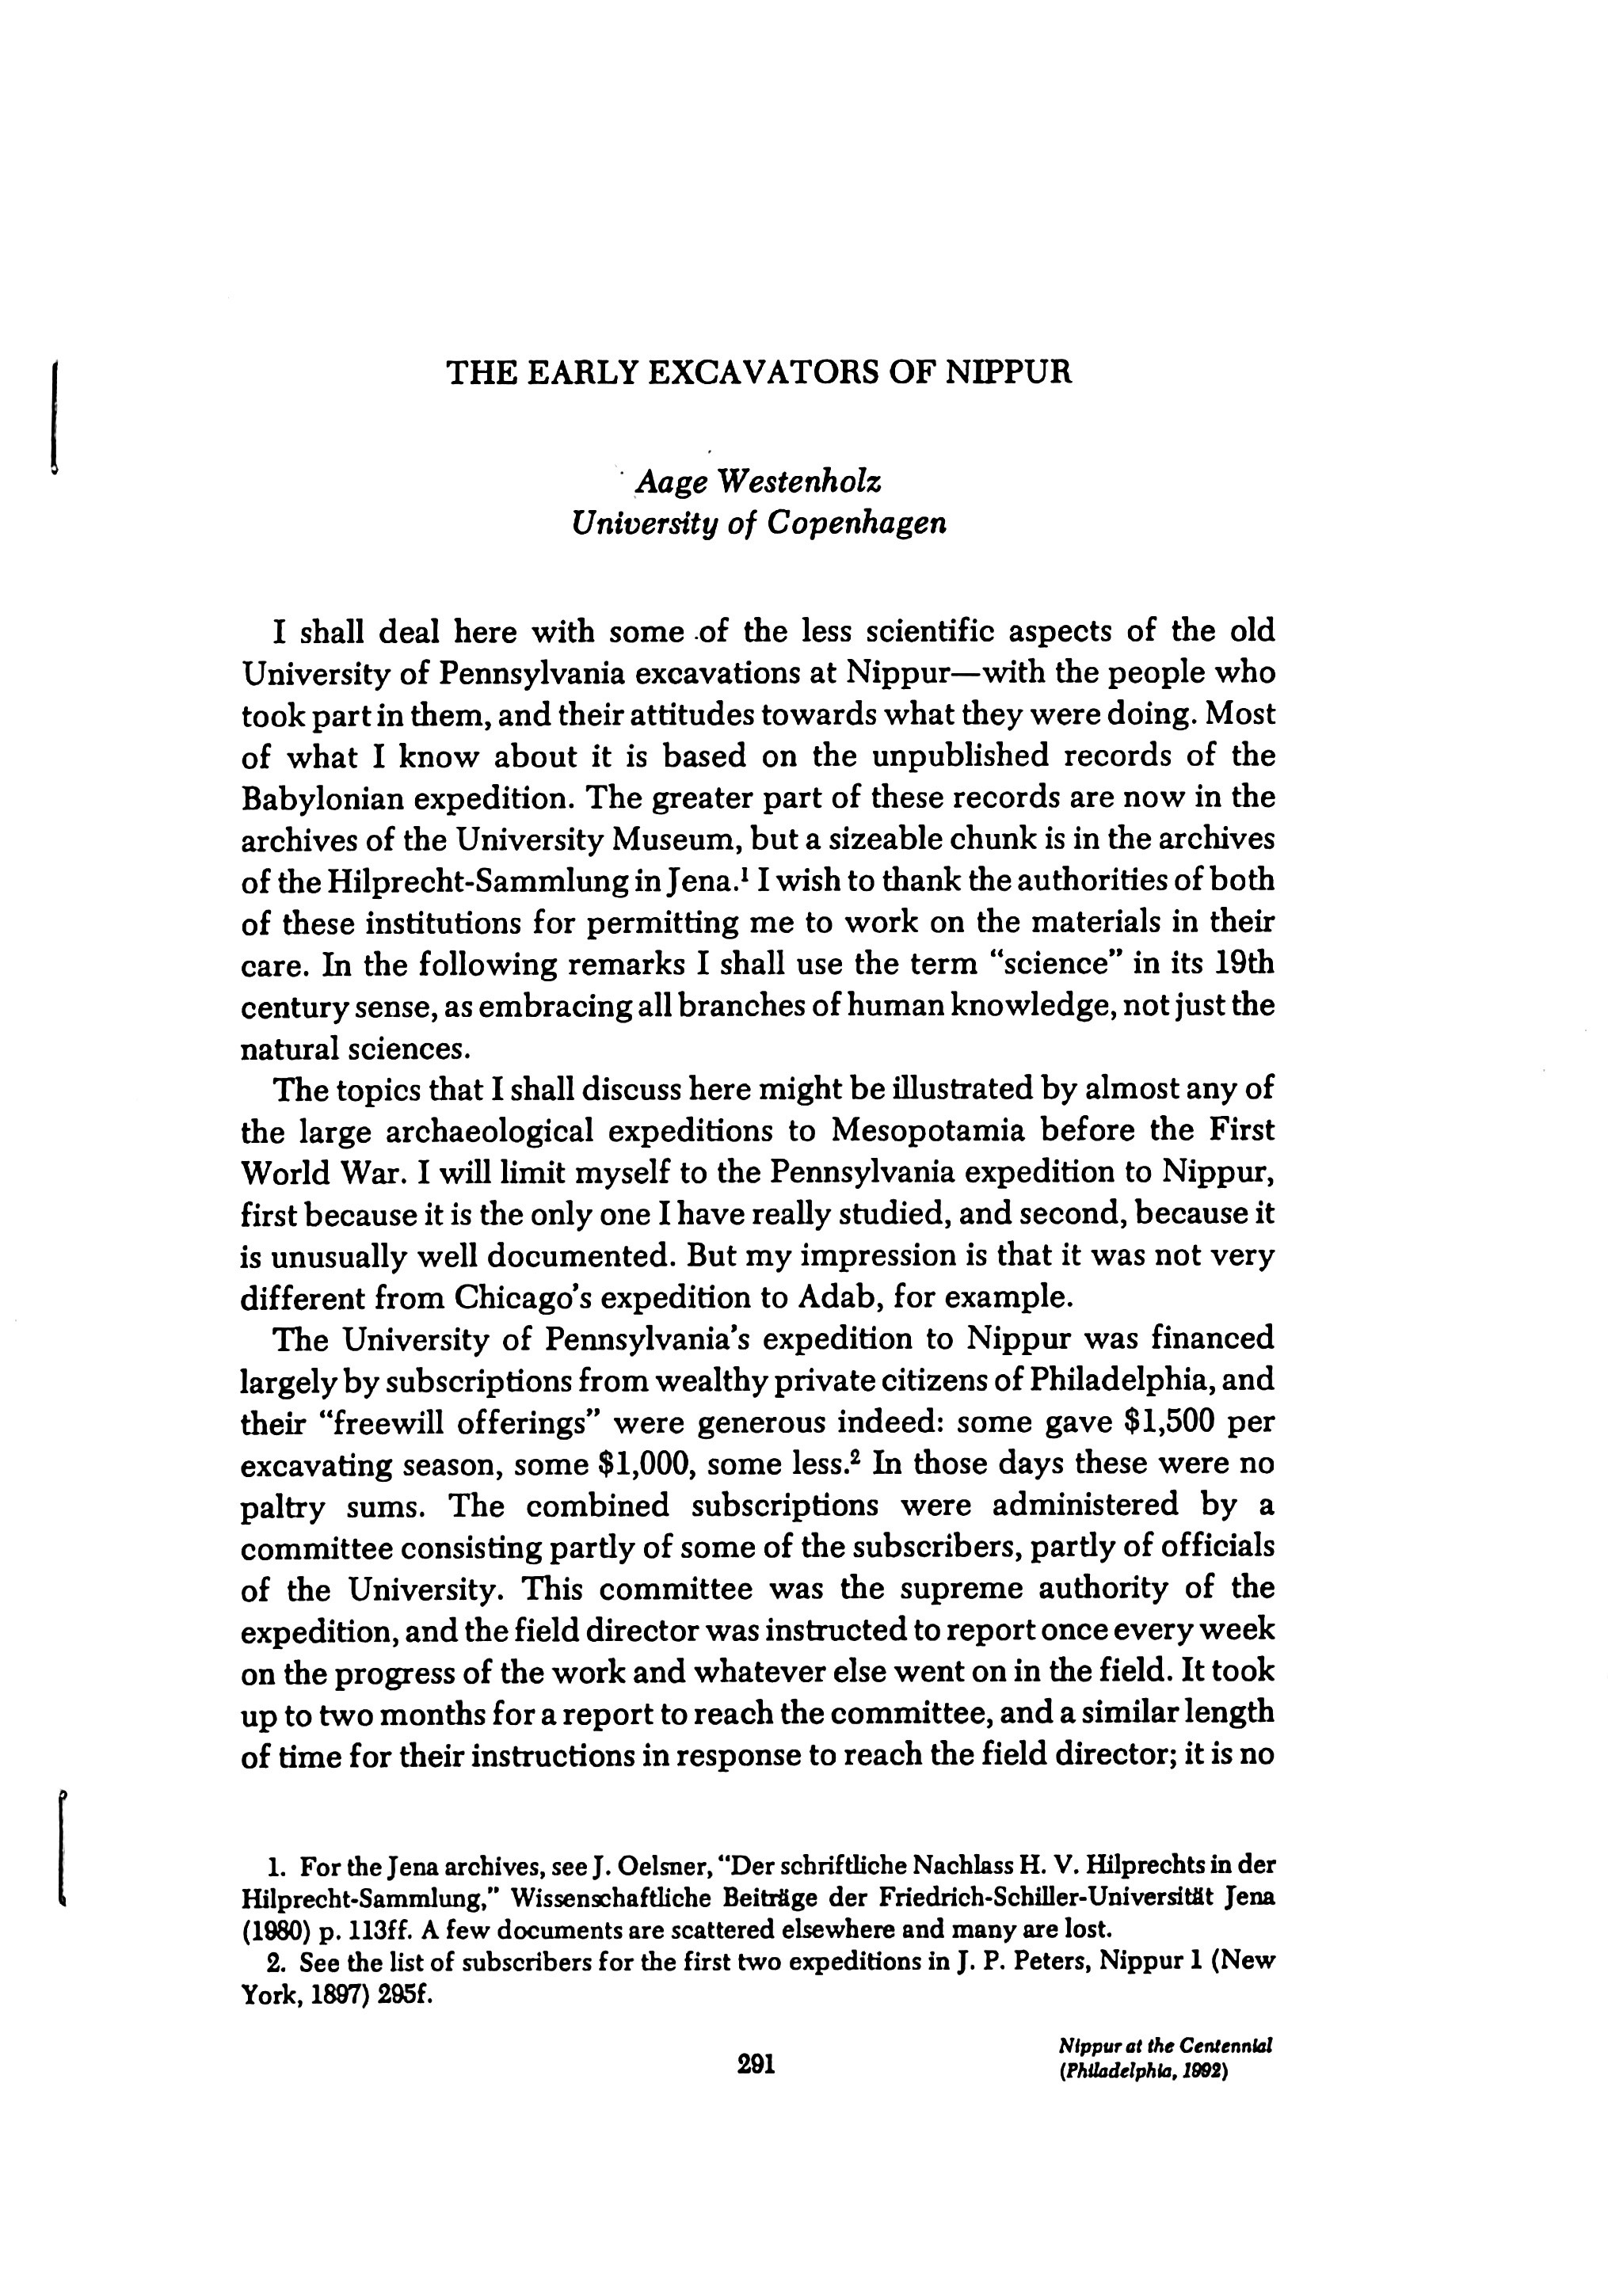 THE EARLY EXCAVATORS OF NIPPUR
Aage Westenholz
University of Copenhagen
I shall deal here with some of the less scientific aspects of the old
University of Pennsylvania excavations at Nippur—with the people who
took part in them, and their attitudes towards what they were doing. Most
of what I know about it is based on the unpublished records of the
Babylonian expedition. The greater part of these records are now in the
archives of the University Museum, but a sizeable chunk is in the archives
of the Hilprecht-Sammlung in Jena.¹ I wish to thank the authorities of both
of these institutions for permitting me to work on the materials in their
care. In the following remarks I shall use the term “science” in its 19th
century sense, as embracing all branches of human knowledge, not just the
natural sciences.
The topics that I shall discuss here might be illustrated by almost any of
the large archaeological expeditions to Mesopotamia before the First
World War. I will limit myself to the Pennsylvania expedition to Nippur,
first because it is the only one I have really studied, and second, because it
is unusually well documented. But my impression is that it was not very
different from Chicago’s expedition to Adab, for example.
The University of Pennsylvania’s expedition to Nippur was financed
largely by subscriptions from wealthy private citizens of Philadelphia, and
their “freewill offerings” were generous indeed: some gave $1,500 per
excavating season, some $1,000, some less.² In those days these were no
paltry sums. The combined subscriptions were administered by a
committee consisting partly of some of the subscribers, partly of officials
of the University. This committee was the supreme authority of the
expedition, and the field director was instructed to report once every week
on the progress of the work and whatever else went on in the field. It took
up to two months for a report to reach the committee, and a similar length
of time for their instructions in response to reach the field director; it is no
1. For the Jena archives, see J. Oelsner, “Der schriftliche Nachlass H. V. Hilprechts in der
Hilprecht-Sammlung,” Wissenschaftliche Beiträge der Friedrich-Schiller-Universität Jena
(1980) p. 113ff. A few documents are scattered elsewhere and many are lost.
2. See the list of subscribers for the first two expeditions in J. P. Peters, Nippur 1 (New
York, 1897) 295f.
291
Nippur at the Centennial
(Philadelphia, 1992)